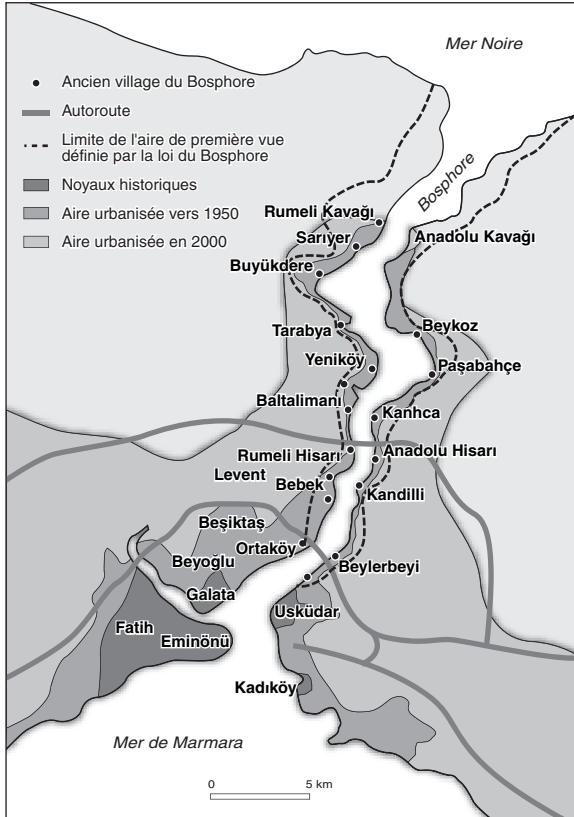 Mer Noire
Ancien village du Bosphore
Autoroute
Limite de l'aire de première vue
définie par la loi du Bosphore
Noyaux historiques
Aire urbanisée vers 1950
Aire urbanisée en 2000
Bosphore
Rumeli Kavağı
Sarıyer
Anadolu Kavağı
Buyükdere
Tarabya
Beykoz
Yeniköy
Paşabahçe
Baltalimanı
Kanhca
Rumeli Hisarı
Anadolu Hisarı
Levent
Bebek
Kandilli
Beşiktaş
Ortaköy
Beyoğlu
Beylerbeyi
Galata
Usküdar
Fatih
Eminönü
Kadıköy
Mer de Marmara
0 5 km